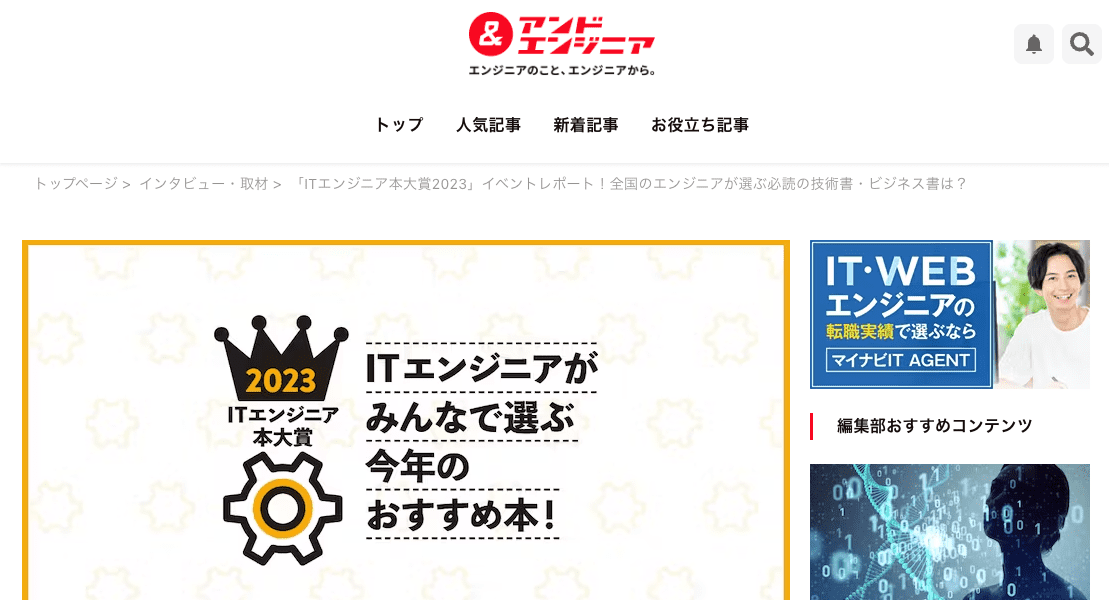 &アンド
エンジニア
エンジニアのこと、エンジニアから。
トップ 人気記事 新着記事 お役立ち記事
トップページ > インタビュー・取材 > 「ITエンジニア本大賞2023」イベントレポート！全国のエンジニアが選ぶ必読の技術書・ビジネス書は？
2023
ITエンジニア
本大賞
ITエンジニアが
みんなで選ぶ
今年の
おすすめ本！
IT・WEB
エンジニアの
転職実績で選ぶなら
マイナビIT AGENT
編集部おすすめコンテンツ